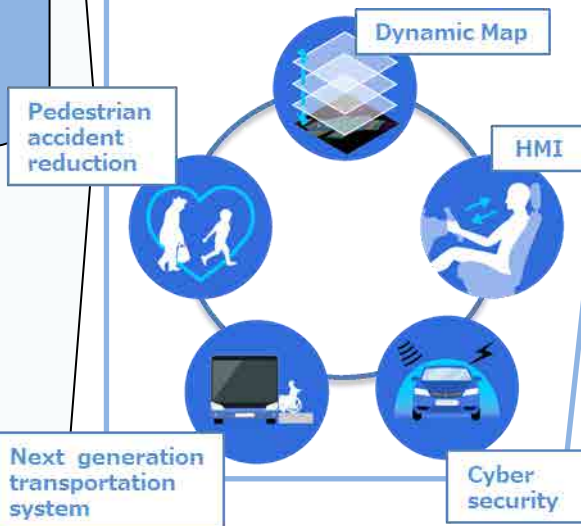 Dynamic Map
Pedestrian
accident
reduction
HMI
Next generation
transportation
system
Cyber
security